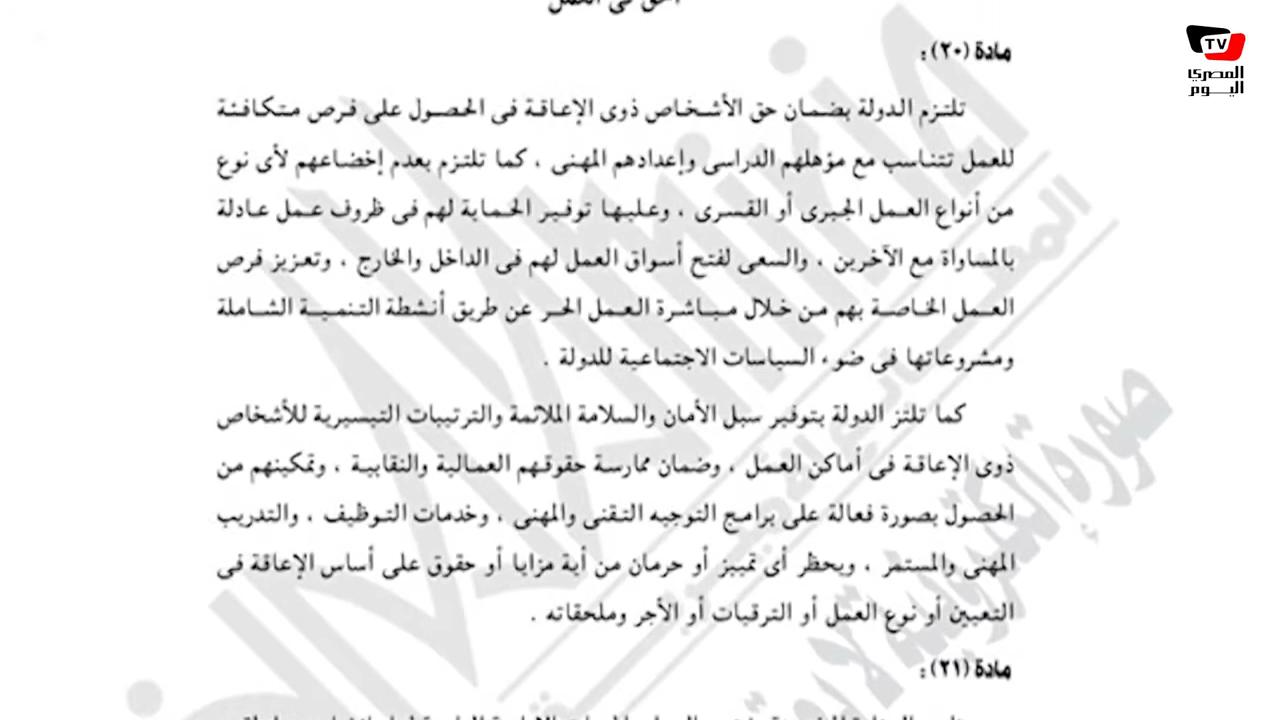 الحق فى العمل
TV
المصري
اليوم
مادة (٢٠) :
تلتزم الدولة بضمان حق الأشخاص ذوى الإعاقة فى الحصول على فرص متكافئة
للعمل تتناسب مع مؤهلهم الدراسى وإعدادهم المهنى ، كما تلتزم بعدم إخضاعهم لأى نوع
من أنواع العمل الجبرى أو القسرى ، وعليها توفير الحماية لهم فى ظروف عمل عادلة
بالمساواة مع الآخرين ، والسعى لفتح أسواق العمل لهم فى الداخل والخارج ، وتعزيز فرص
العمل الخاصة بهم من خلال مباشرة العمل الحر عن طريق أنشطة التنمية الشاملة
ومشروعاتها فى ضوء السياسات الاجتماعية للدولة .
كما تلتز الدولة بتوفير سبل الأمان والسلامة الملائمة والترتيبات التيسيرية للأشخاص
ذوى الإعاقة فى أماكن العمل ، وضمان ممارسة حقوقهم العمالية والنقابية ، وتمكينهم من
الحصول بصورة فعالة على برامج التوجيه التقنى والمهنى ، وخدمات التوظيف ، والتدريب
المهنى والمستمر ، ويحظر أى تمييز أو حرمان من أية مزايا أو حقوق على أساس الإعاقة فى
التعيين أو نوع العمل أو الترقيات أو الأجر وملحقاته .
مادة (٢١) :
صورة إلكترونية